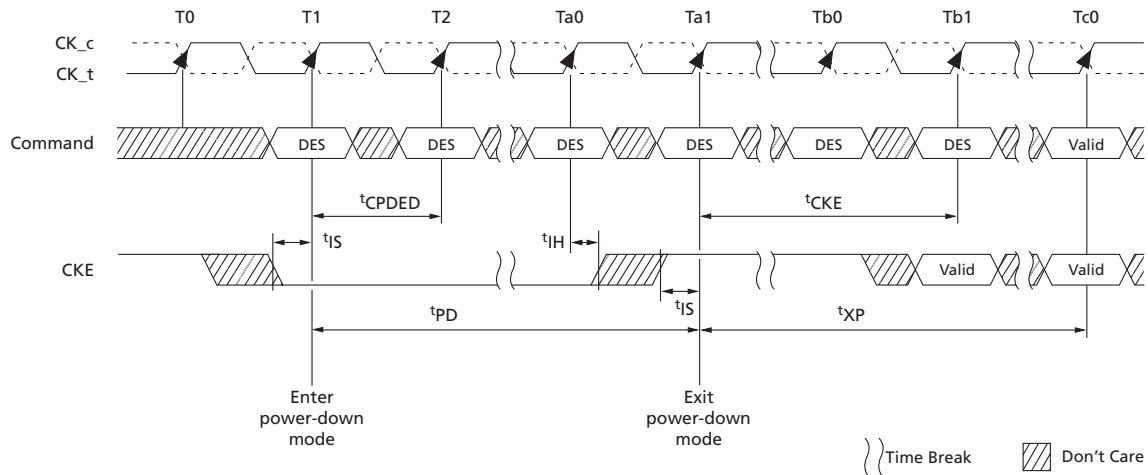 T0 T1 T2 Ta0 Ta1 Tb0 Tb1 Tc0
CK_c
CK_t
Command DES DES DES DES DES DES Valid
tCPDED tCKE
tIS tIH
CKE Valid Valid
tIS
tPD tXP
Enter
power-down
mode
Exit
power-down
mode
Time Break Don't Care